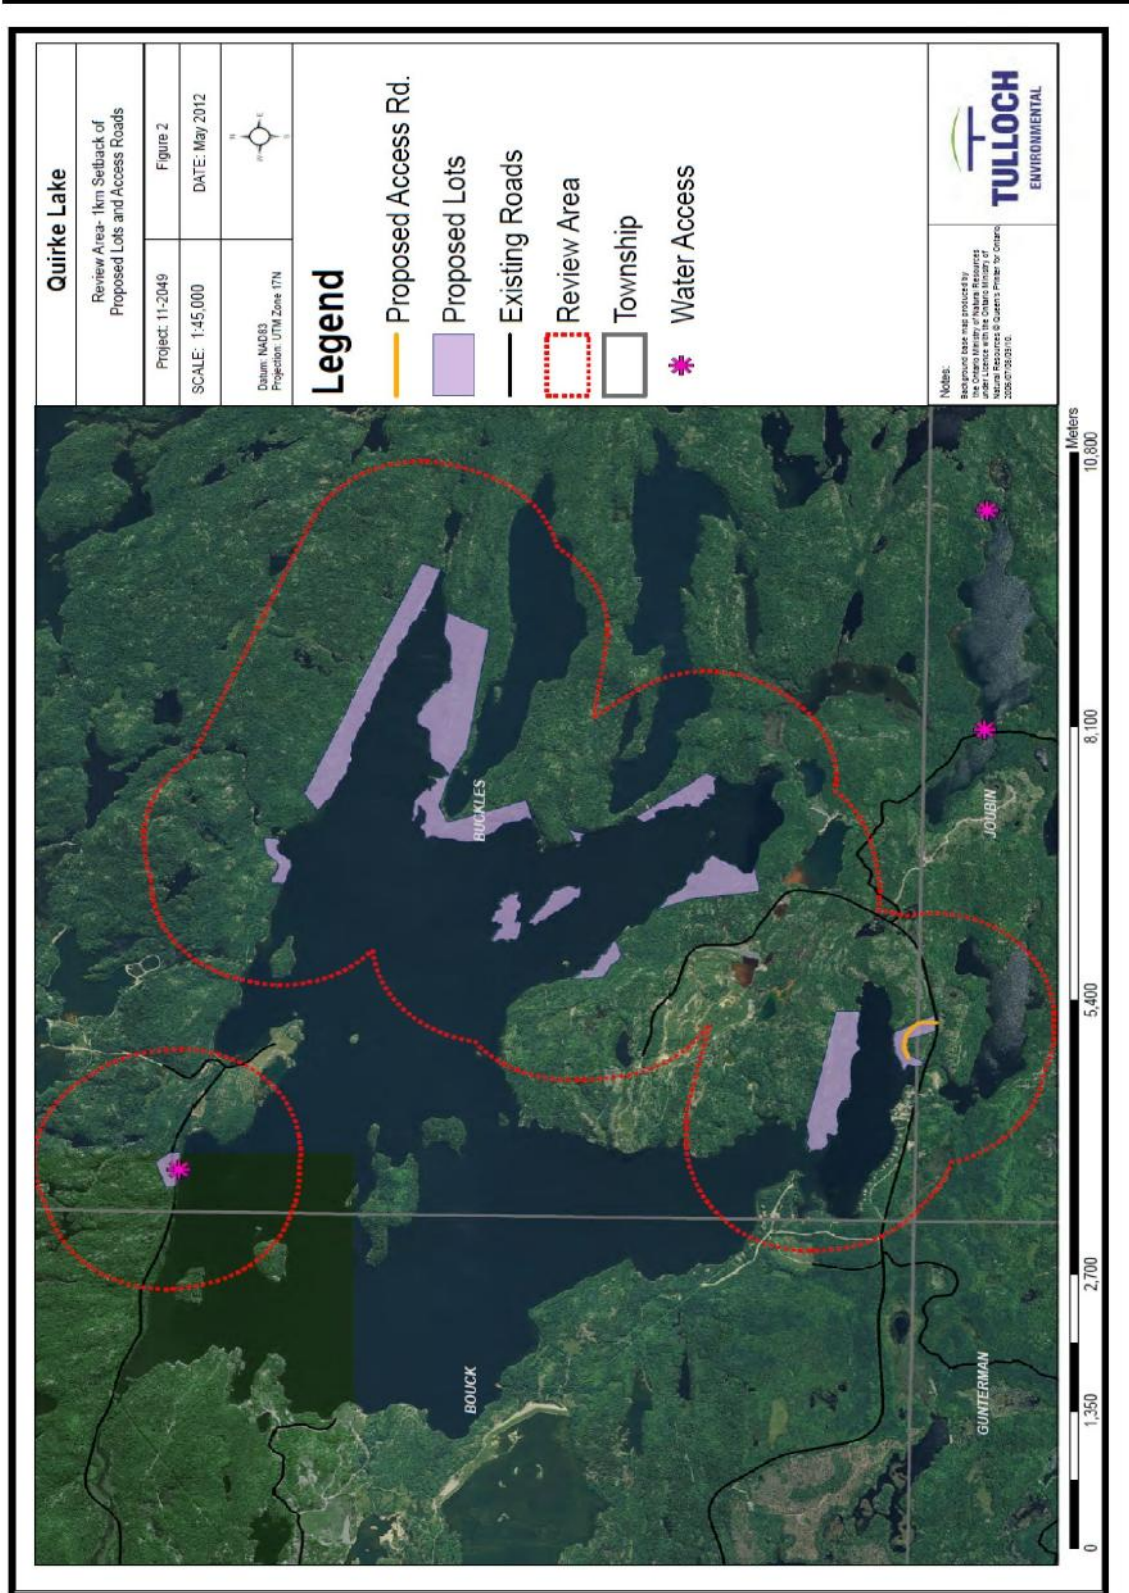 Quirke Lake
Review Area- 1km Setback of
Proposed Lots and Access Roads
Project: 11-2049
Figure 2
SCALE: 1:45,000
DATE: May 2012
Datum: NAD83
Projection: UTM Zone 17N
N
W
E
S
Legend
Proposed Access Rd.
Proposed Lots
Existing Roads
Review Area
Township
Water Access
Notes:
Background base map produced by
the Ontario Ministry of Natural Resources
under Licence with the Ontario Ministry of
Natural Resources © Queen's Printer for Ontario,
TULLOCH
ENVIRONMENTAL
BUCKLES
BOUCK
JOUBIN
GUNTERMAN
0
1,350
2,700
5,400
8,100
10,800
Meters